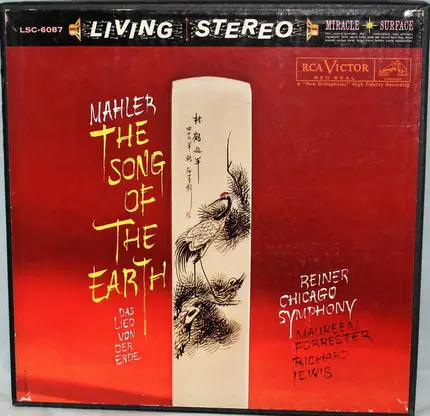 LSC-6087
LIVING STEREO
MIRACLE SURFACE
RCA VICTOR
RED SEAL
A "New Orthophonic" High Fidelity Recording
MAHLER
THE
SONG
OF
THE
EARTH
DAS
LIED
VON
DER
ERDE
REINER
CHICAGO
SYMPHONY
MAUREEN
FORRESTER
RICHARD
LEWIS